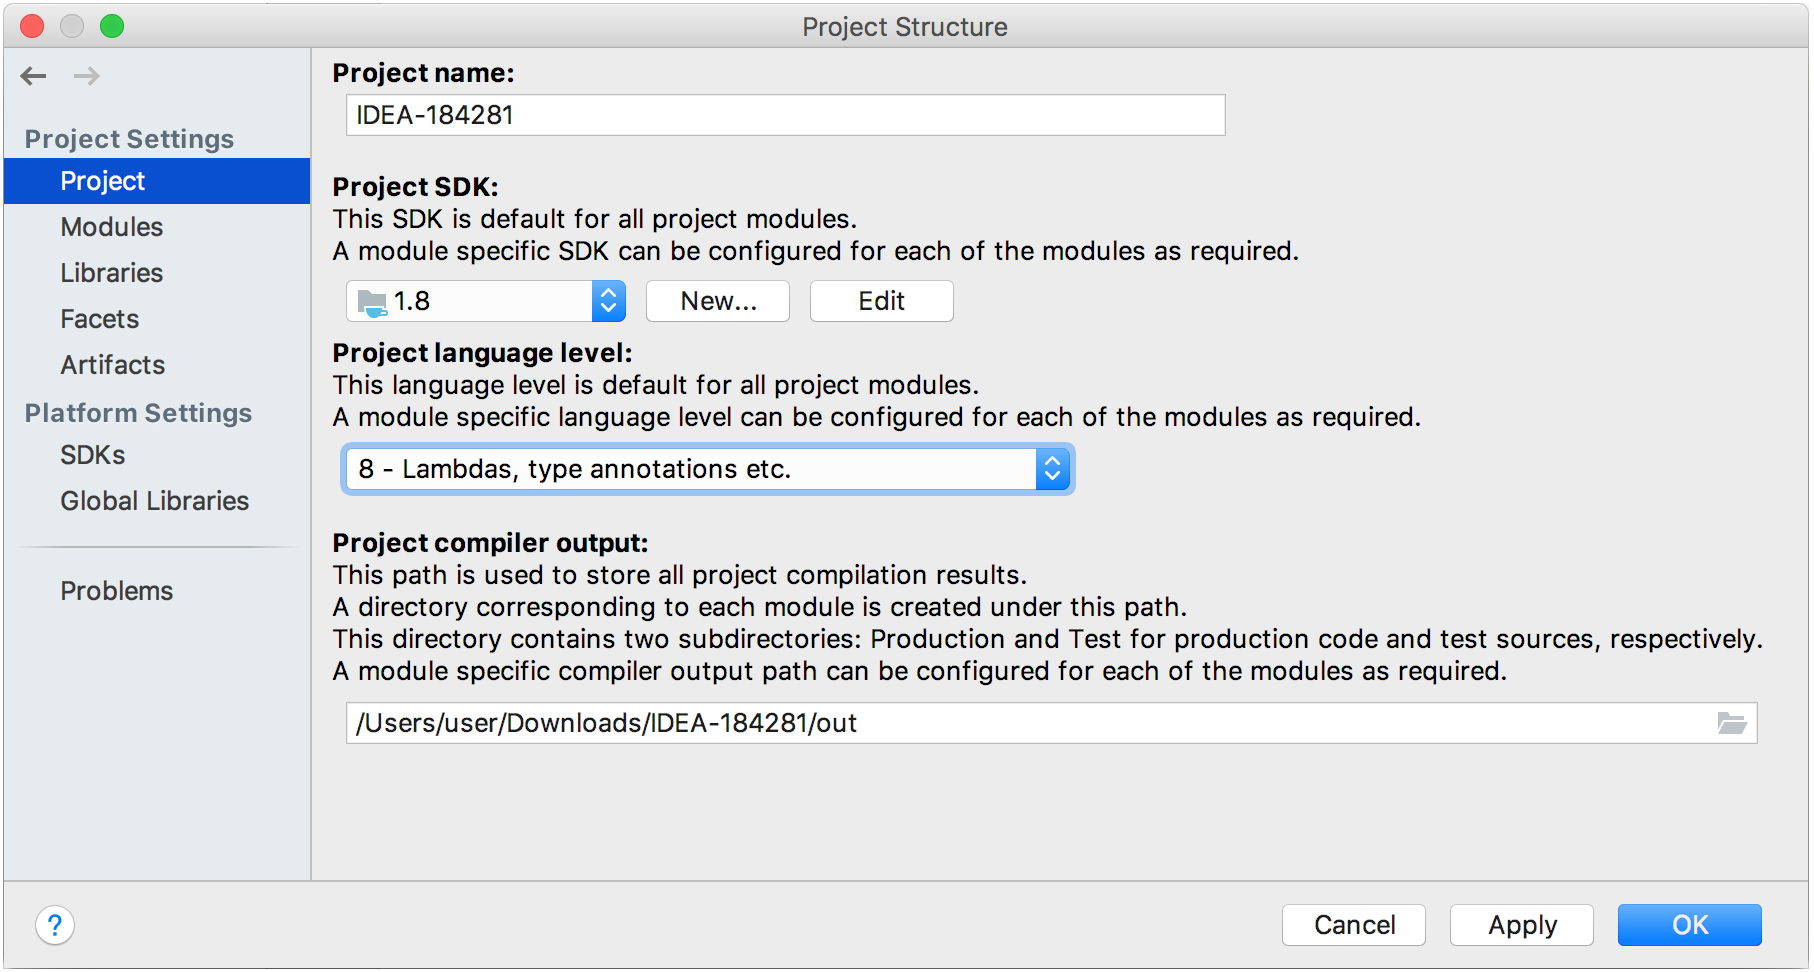 Project Structure
Project Settings
Project
Modules
Libraries
Facets
Artifacts
Platform Settings
SDKs
Global Libraries
Problems
Project name:
IDEA-184281
Project SDK:
This SDK is default for all project modules.
A module specific SDK can be configured for each of the modules as required.
1.8 New... Edit
Project language level:
This language level is default for all project modules.
A module specific language level can be configured for each of the modules as required.
8 - Lambdas, type annotations etc.
Project compiler output:
This path is used to store all project compilation results.
A directory corresponding to each module is created under this path.
This directory contains two subdirectories: Production and Test for production code and test sources, respectively.
A module specific compiler output path can be configured for each of the modules as required.
/Users/user/Downloads/IDEA-184281/out
? Cancel Apply OK